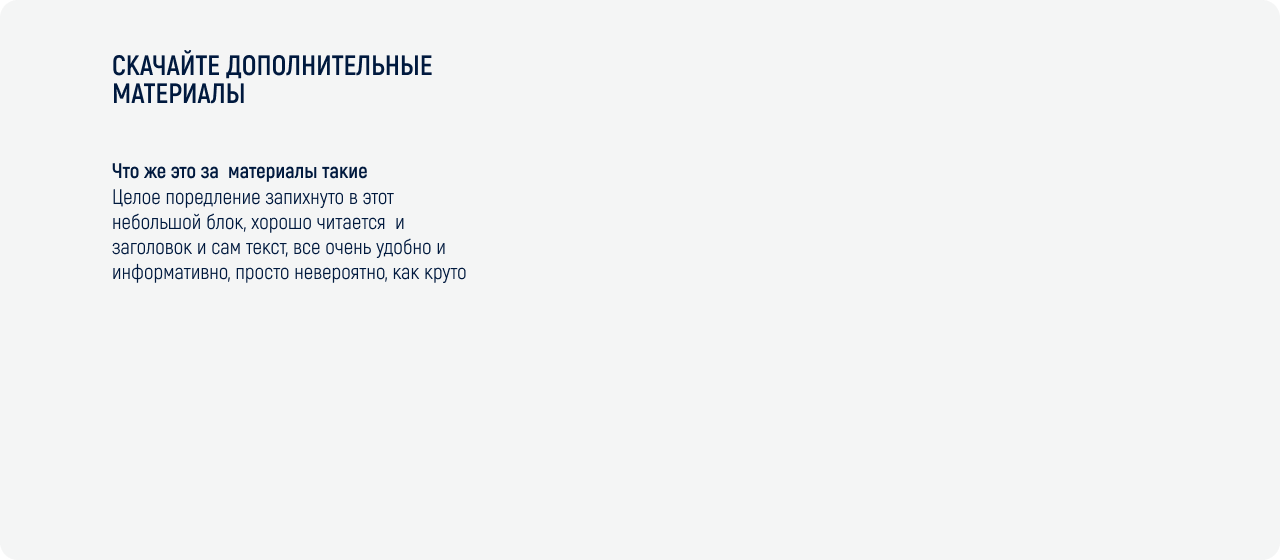 СКАЧАЙТЕ ДОПОЛНИТЕЛЬНЫЕ
МАТЕРИАЛЫ
Что же это за  материалы такие
Целое поредление запихнуто в этот
небольшой блок, хорошо читается  и
заголовок и сам текст, все очень удобно и
информативно, просто невероятно, как круто